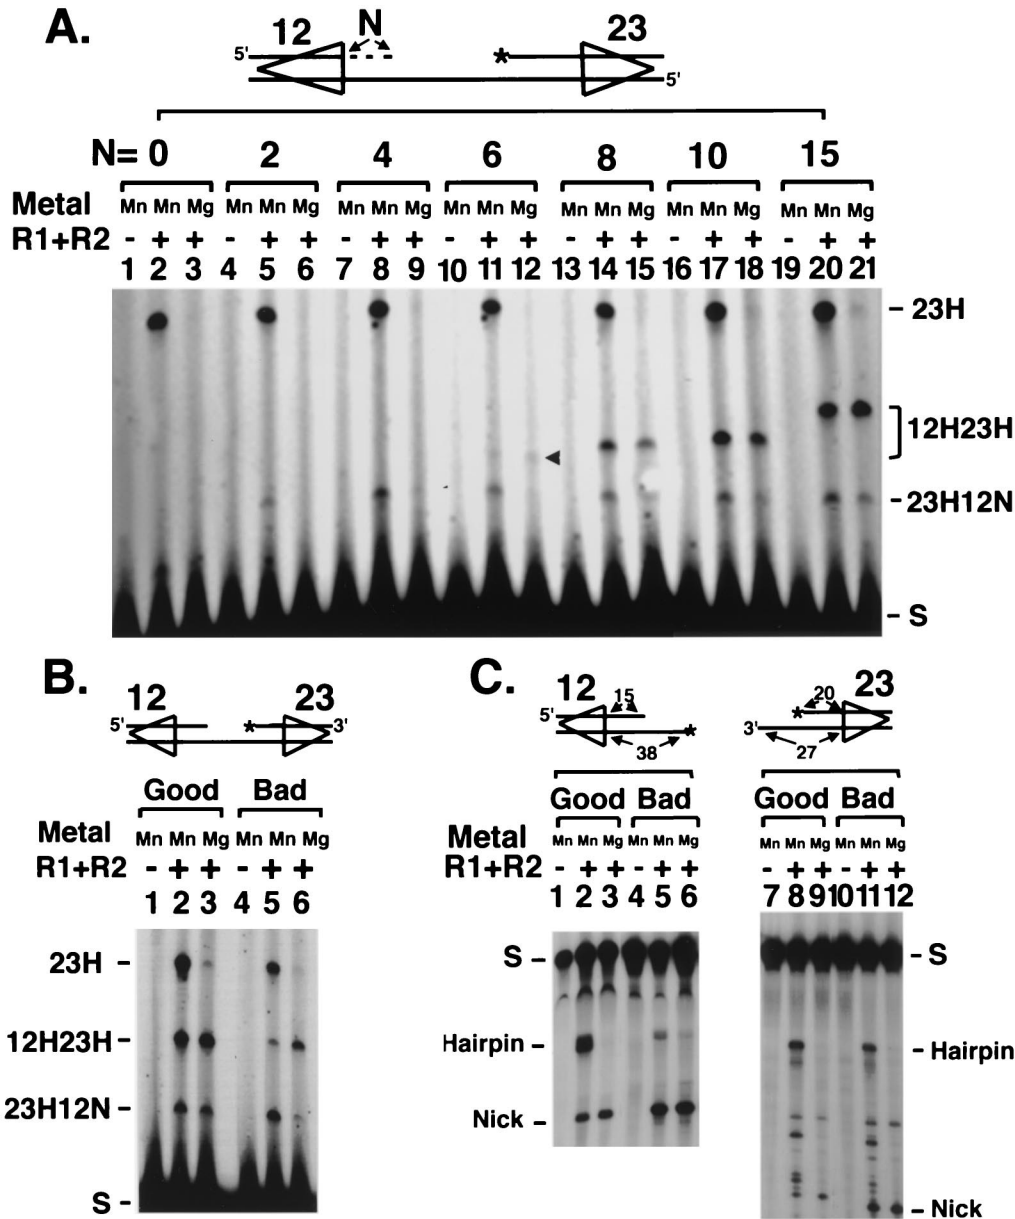 A.
12 N 23
5' * 5'
N= 0 2 4 6 8 10 15
Metal Mn Mn Mg Mn Mn Mg Mn Mn Mg Mn Mn Mg Mn Mn Mg Mn Mn Mg Mn Mn Mg
R1+R2 - + + - + + - + + - + + - + + - + + - + +
1 2 3 4 5 6 7 8 9 10 11 12 13 14 15 16 17 18 19 20 21
- 23H
12H23H
- 23H12N
- S
B.
12 23
5' * 3'
Good Bad
Metal Mn Mn Mg Mn Mn Mg
R1+R2 - + + - + +
1 2 3 4 5 6
23H -
12H23H -
23H12N -
S -
C.
12 15 20 23
5' * * 3'
38 27
Good Bad Good Bad
Metal Mn Mn Mg Mn Mn Mg Mn Mn Mg Mn Mn Mg
R1+R2 - + + - + + - + + - + +
1 2 3 4 5 6 7 8 9 10 11 12
S - - S
Hairpin - - Hairpin
Nick - - Nick